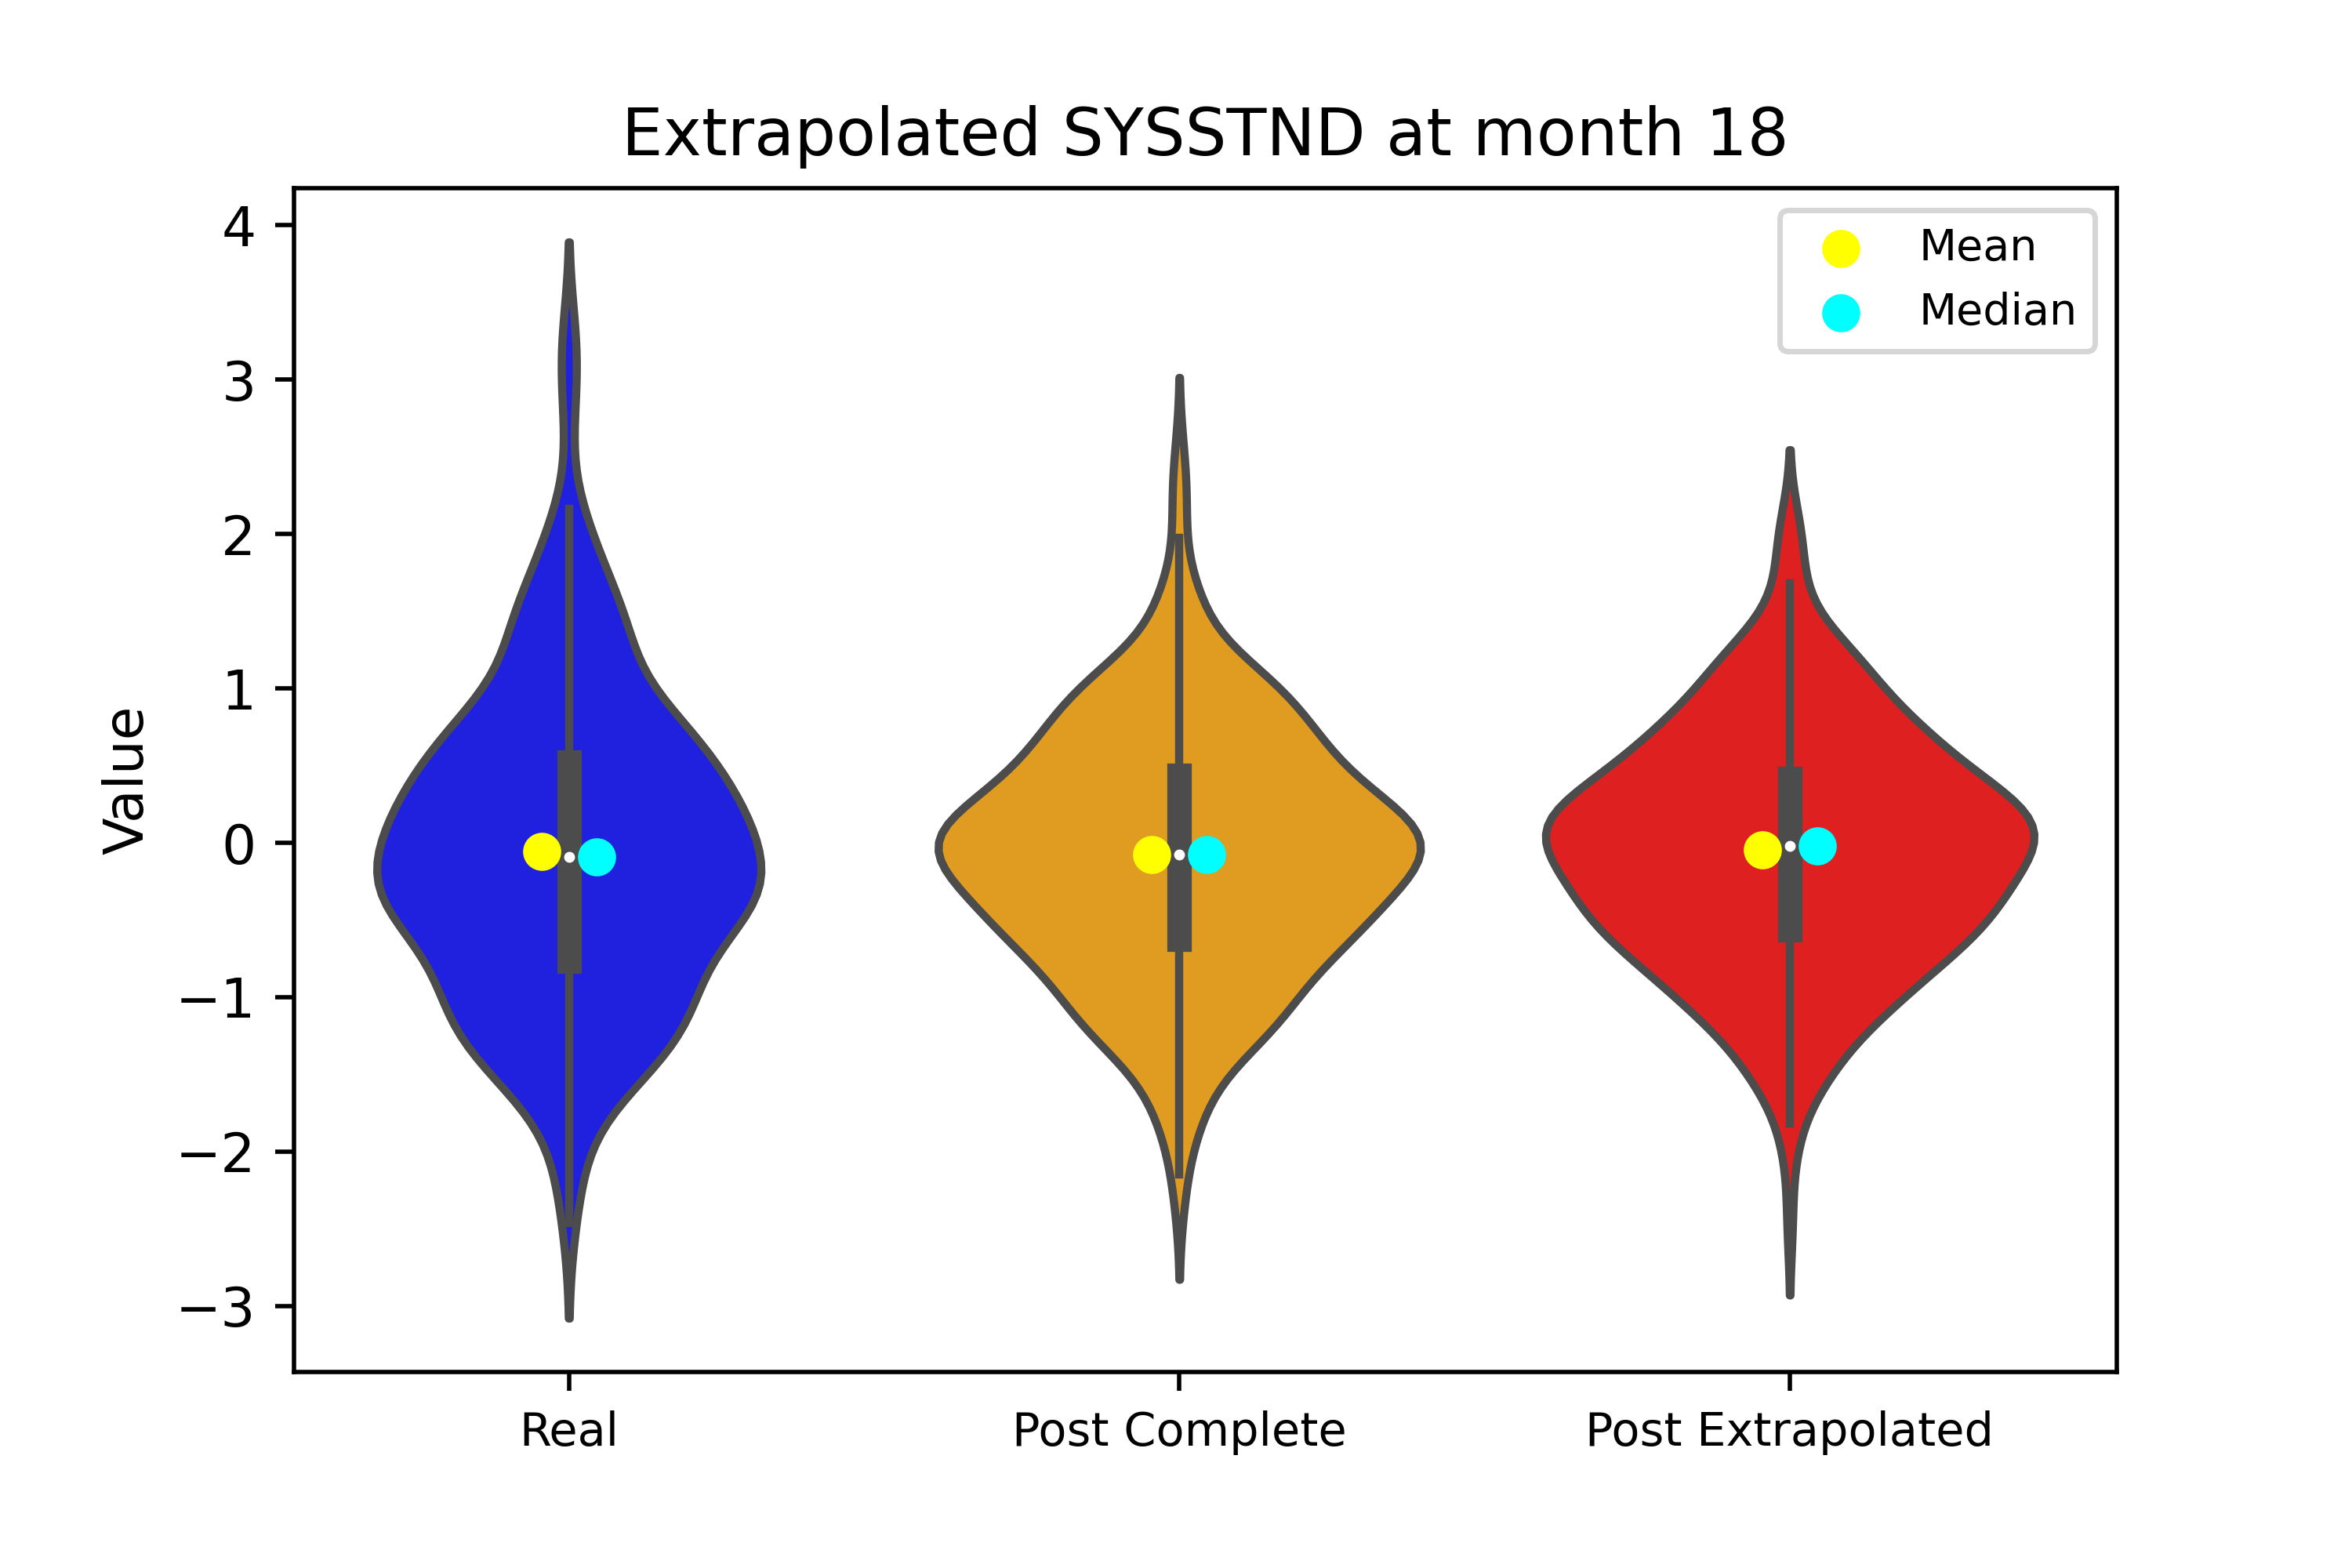 Extrapolated SYSSTND at month 18
Mean
Median
4
3
2
1
0
−1
−2
−3
Value
Real
Post Complete
Post Extrapolated